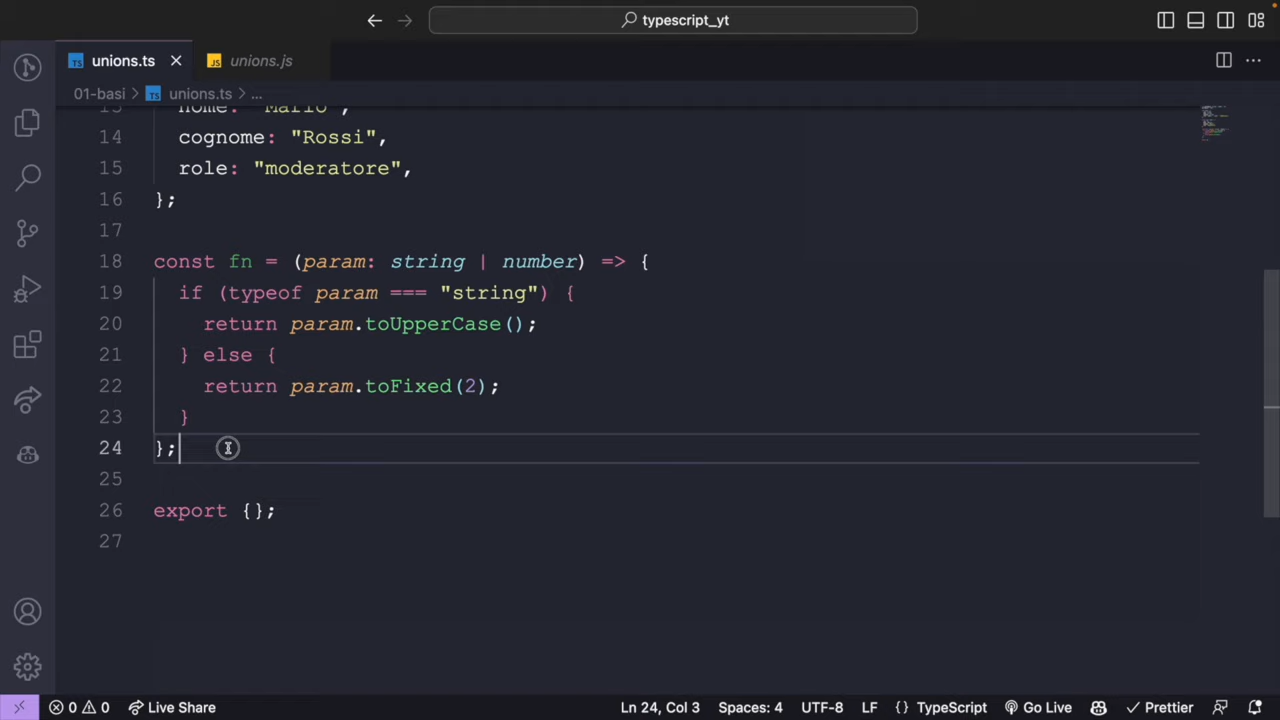 typescript_yt
unions.ts
unions.js
01-basi > unions.ts > ...
13 nome: "Mario",
14 cognome: "Rossi",
15 role: "moderatore",
16 };
17
18 const fn = (param: string | number) => {
19 if (typeof param === "string") {
20 return param.toUpperCase();
21 } else {
22 return param.toFixed(2);
23 }
24 };
25
26 export {};
27
0 0 Live Share Ln 24, Col 3 Spaces: 4 UTF-8 LF {} TypeScript Go Live Prettier